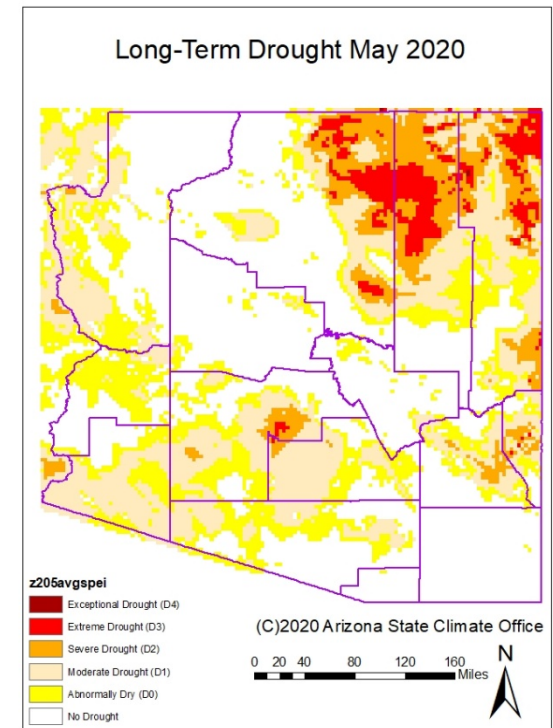 Long-Term Drought May 2020
z205avgspei
Exceptional Drought (D4)
Extreme Drought (D3)
Severe Drought (D2)
Moderate Drought (D1)
Abnormally Dry (D0)
No Drought
(C)2020 Arizona State Climate Office
N
0 20 40 80 120 160
Miles